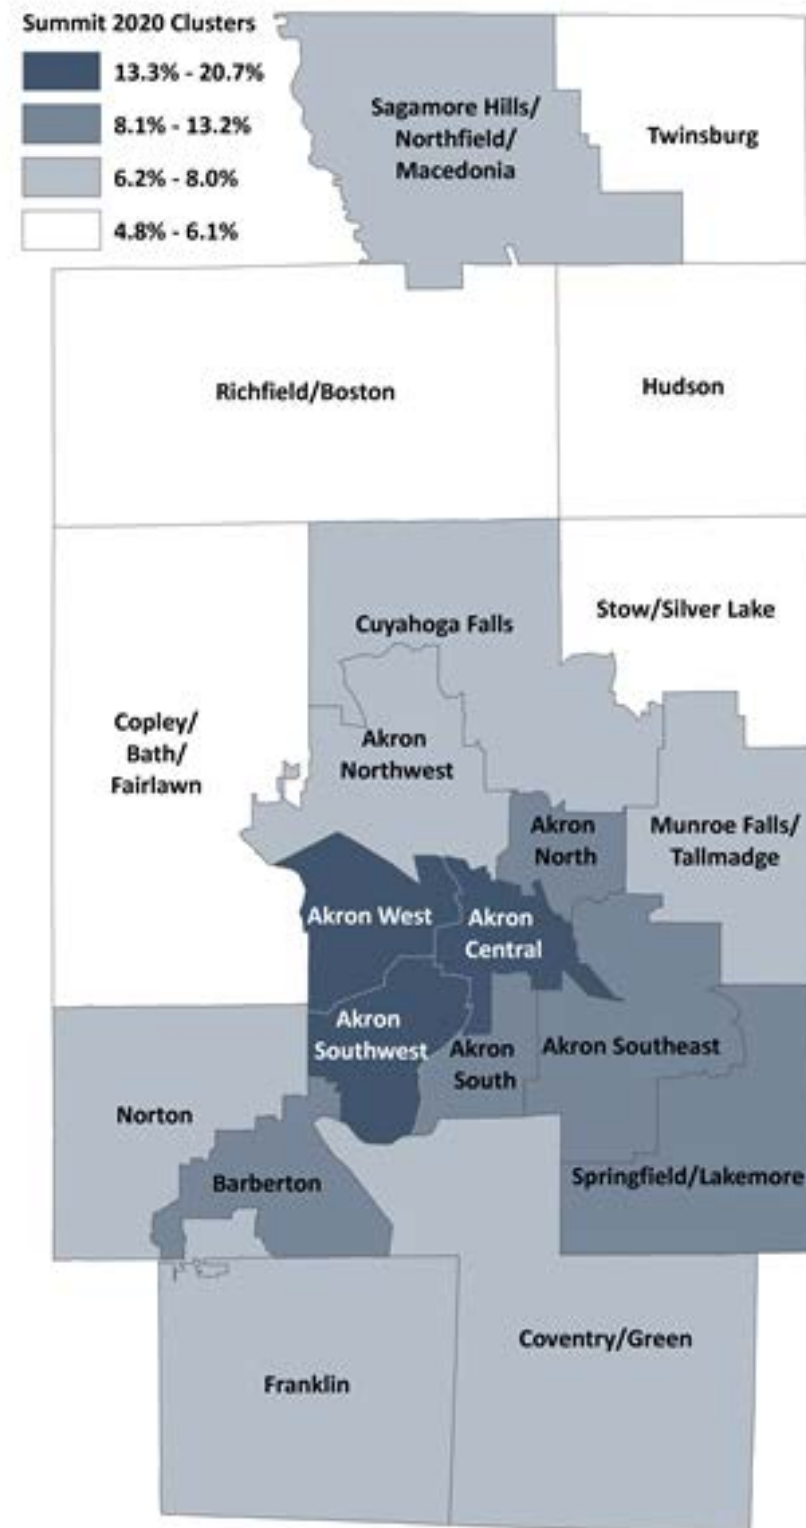 Summit 2020 Clusters
13.3% - 20.7%
8.1% - 13.2%
6.2% - 8.0%
4.8% - 6.1%
Sagamore Hills/
Northfield/
Macedonia
Twinsburg
Richfield/Boston
Hudson
Cuyahoga Falls
Stow/Silver Lake
Copley/
Bath/
Fairlawn
Akron
Northwest
Akron
North
Munroe Falls/
Tallmadge
Akron West
Akron
Central
Akron
Southwest
Akron
South
Akron Southeast
Norton
Barberton
Springfield/Lakemore
Coventry/Green
Franklin